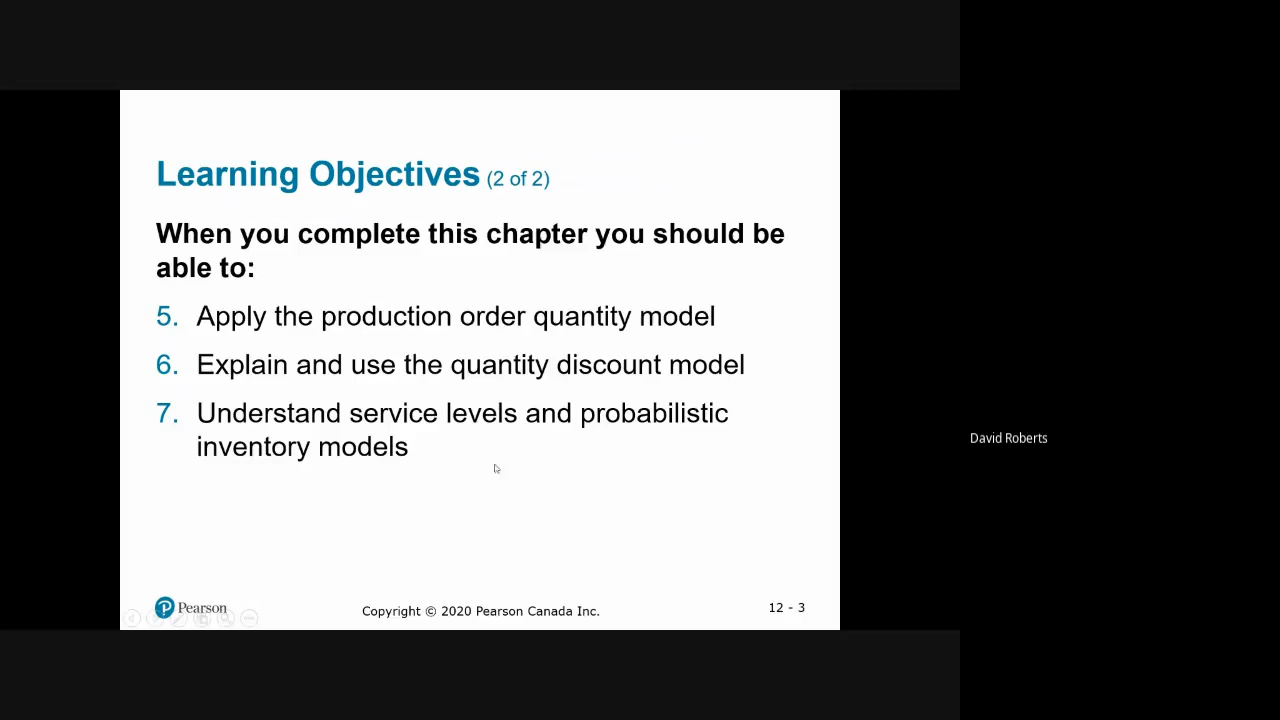 Learning Objectives (2 of 2)
When you complete this chapter you should be
able to:
5. Apply the production order quantity model
6. Explain and use the quantity discount model
7. Understand service levels and probabilistic
inventory models
David Roberts
Pearson
Copyright © 2020 Pearson Canada Inc.
12 - 3